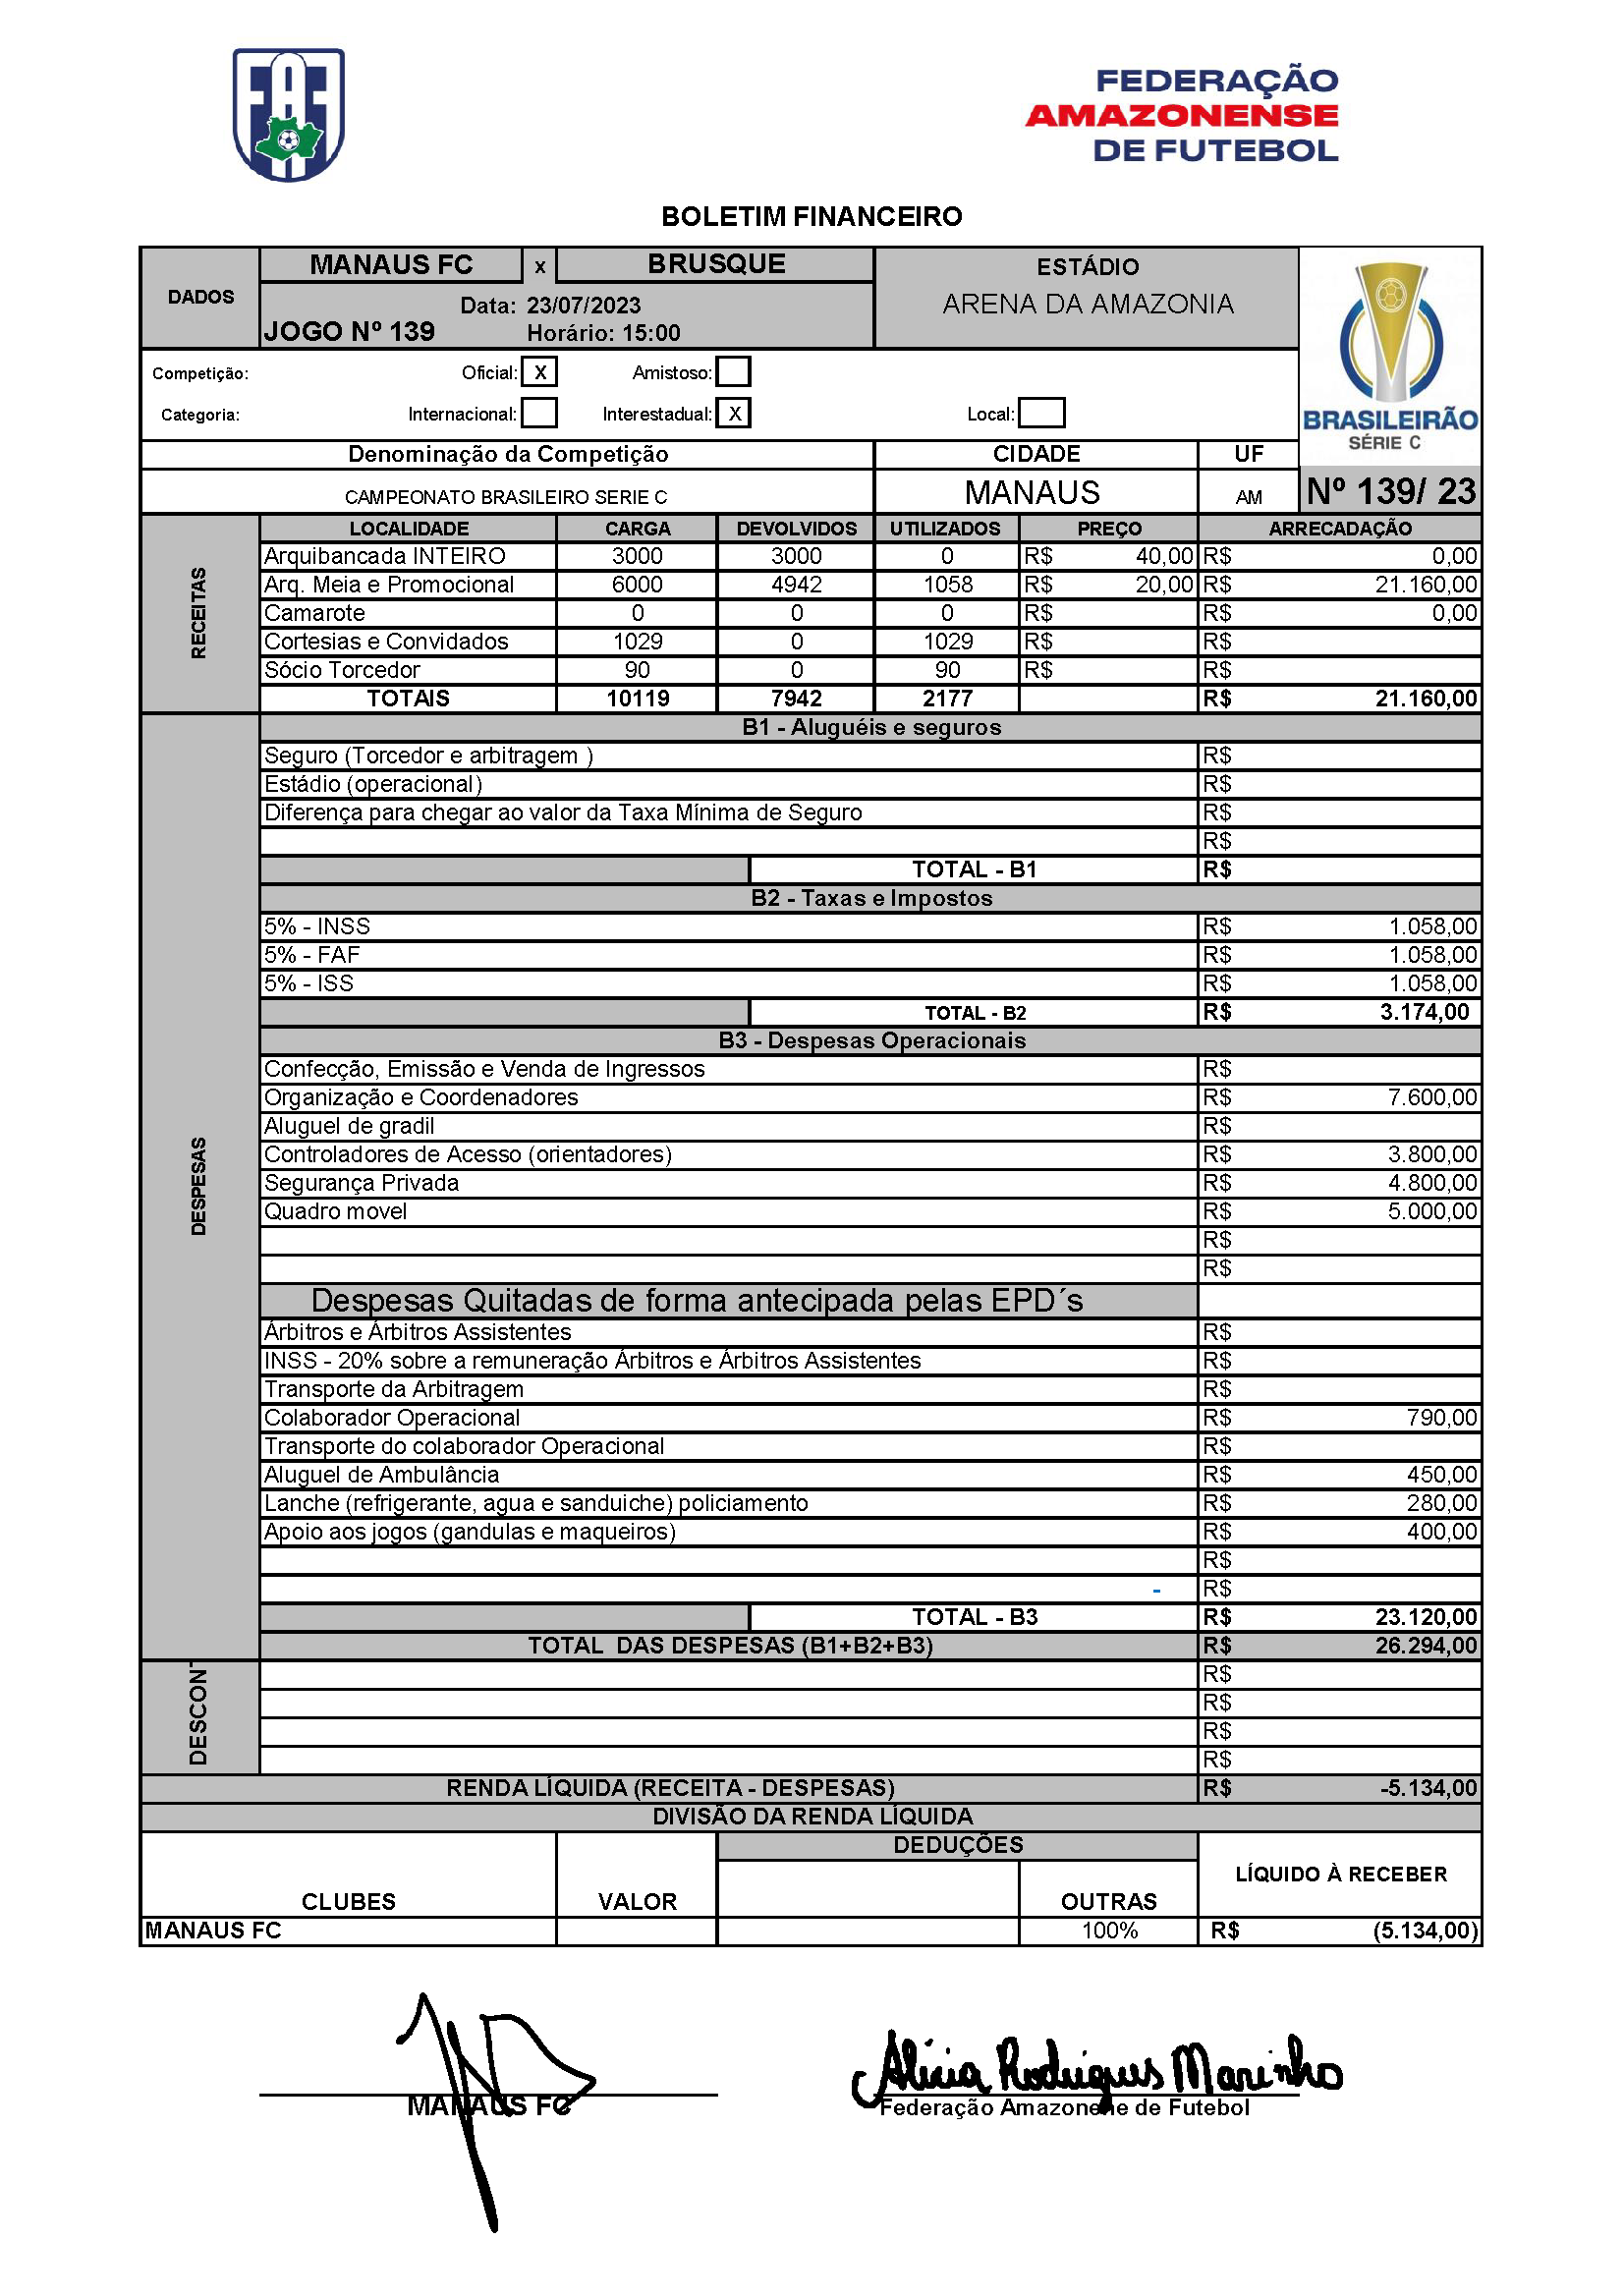 FAF
FEDERAÇÃO
AMAZONENSE
DE FUTEBOL
BOLETIM FINANCEIRO
DADOS
MANAUS FC x BRUSQUE
ESTÁDIO
ARENA DA AMAZONIA
Data: 23/07/2023
JOGO Nº 139 Horário: 15:00
Competição: Oficial: X Amistoso:
Categoria: Internacional: Interestadual: X Local:
BRASILEIRÃO
SÉRIE C
Denominação da Competição CIDADE UF
CAMPEONATO BRASILEIRO SERIE C MANAUS AM Nº 139/ 23
RECEITAS
LOCALIDADE CARGA DEVOLVIDOS UTILIZADOS PREÇO ARRECADAÇÃO
Arquibancada INTEIRO 3000 3000 0 R$ 40,00 R$ 0,00
Arq. Meia e Promocional 6000 4942 1058 R$ 20,00 R$ 21.160,00
Camarote 0 0 0 R$ R$ 0,00
Cortesias e Convidados 1029 0 1029 R$ R$
Sócio Torcedor 90 0 90 R$ R$
TOTAIS 10119 7942 2177 R$ 21.160,00
DESPESAS
B1 - Aluguéis e seguros
Seguro (Torcedor e arbitragem ) R$
Estádio (operacional) R$
Diferença para chegar ao valor da Taxa Mínima de Seguro R$
R$
TOTAL - B1 R$
B2 - Taxas e Impostos
5% - INSS R$ 1.058,00
5% - FAF R$ 1.058,00
5% - ISS R$ 1.058,00
TOTAL - B2 R$ 3.174,00
B3 - Despesas Operacionais
Confecção, Emissão e Venda de Ingressos R$
Organização e Coordenadores R$ 7.600,00
Aluguel de gradil R$
Controladores de Acesso (orientadores) R$ 3.800,00
Segurança Privada R$ 4.800,00
Quadro movel R$ 5.000,00
R$
R$
Despesas Quitadas de forma antecipada pelas EPD´s
Árbitros e Árbitros Assistentes R$
INSS - 20% sobre a remuneração Árbitros e Árbitros Assistentes R$
Transporte da Arbitragem R$
Colaborador Operacional R$ 790,00
Transporte do colaborador Operacional R$
Aluguel de Ambulância R$ 450,00
Lanche (refrigerante, agua e sanduiche) policiamento R$ 280,00
Apoio aos jogos (gandulas e maqueiros) R$ 400,00
R$
- R$
TOTAL - B3 R$ 23.120,00
TOTAL DAS DESPESAS (B1+B2+B3) R$ 26.294,00
DESCON
R$
R$
R$
R$
RENDA LÍQUIDA (RECEITA - DESPESAS) R$ -5.134,00
DIVISÃO DA RENDA LÍQUIDA
DEDUÇÕES
LÍQUIDO À RECEBER
CLUBES VALOR OUTRAS
MANAUS FC 100% R$ (5.134,00)
Alicia Rodrigues Marinho
MANAUS FC
Federação Amazonene de Futebol